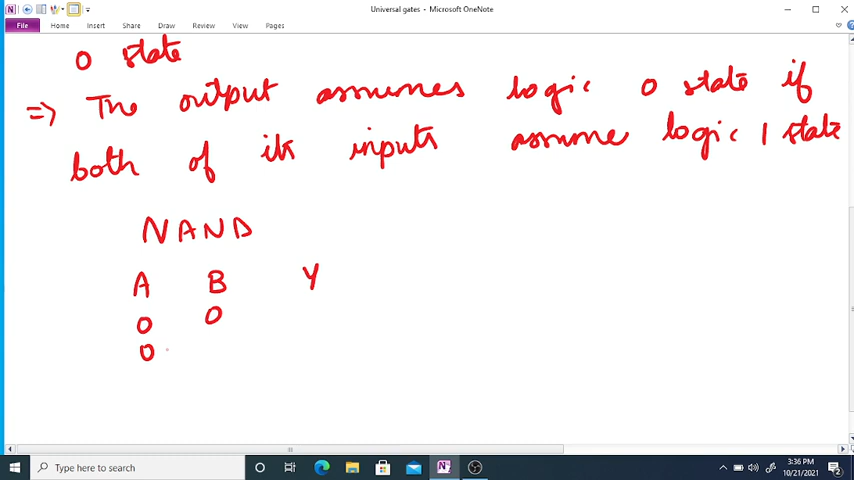 Universal gates - Microsoft OneNote
File Home Insert Share Draw Review View Pages
0 state
=> The output assumes logic 0 state if
both of its inputs assume logic 1 state
NAND
A B Y
0 0
0
Type here to search
3:36 PM
10/21/2021
2